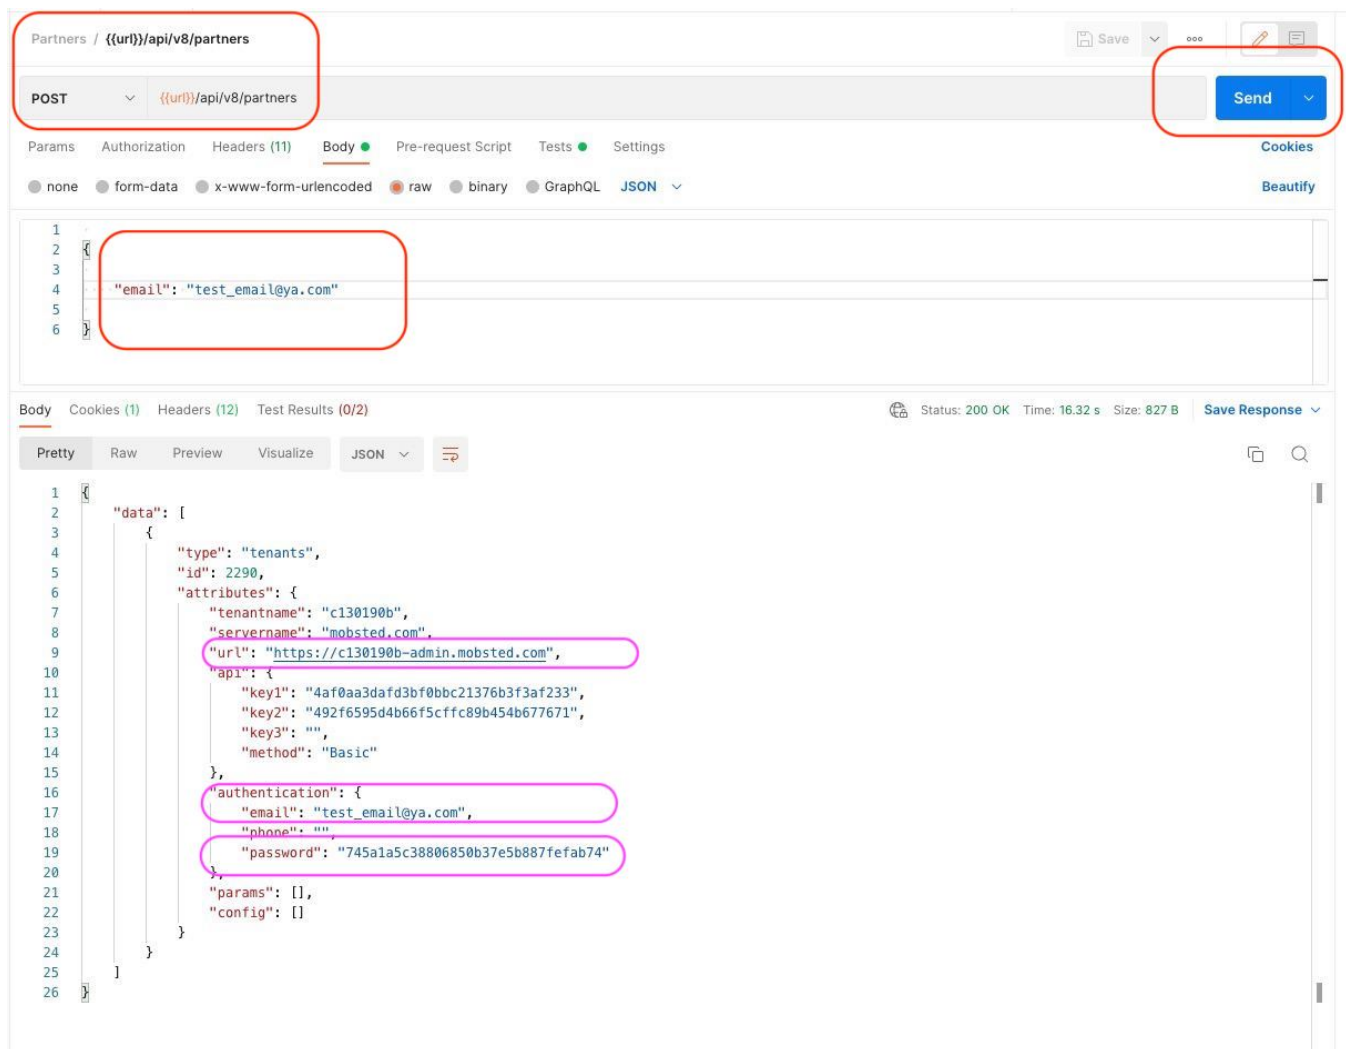 Partners / {{url}}/api/v8/partners
Save
POST {{url}}/api/v8/partners Send
Params Authorization Headers (11) Body Pre-request Script Tests Settings Cookies
none form-data x-www-form-urlencoded raw binary GraphQL JSON Beautify
1
2 {
3
4 "email": "test_email@ya.com"
5
6 }
Body Cookies (1) Headers (12) Test Results (0/2) Status: 200 OK Time: 16.32 s Size: 827 B Save Response
Pretty Raw Preview Visualize JSON
1 {
2 "data": [
3 {
4 "type": "tenants",
5 "id": 2290,
6 "attributes": {
7 "tenantname": "c130190b",
8 "servername": "mobsted.com",
9 "url": "https://c130190b-admin.mobsted.com",
10 "api": {
11 "key1": "4af0aa3dafd3bf0bbc21376b3f3af233",
12 "key2": "492f6595d4b66f5cffc89b454b677671",
13 "key3": "",
14 "method": "Basic"
15 },
16 "authentication": {
17 "email": "test_email@ya.com",
18 "phone": "",
19 "password": "745a1a5c38806850b37e5b887fefab74"
20 },
21 "params": [],
22 "config": []
23 }
24 }
25 ]
26 }